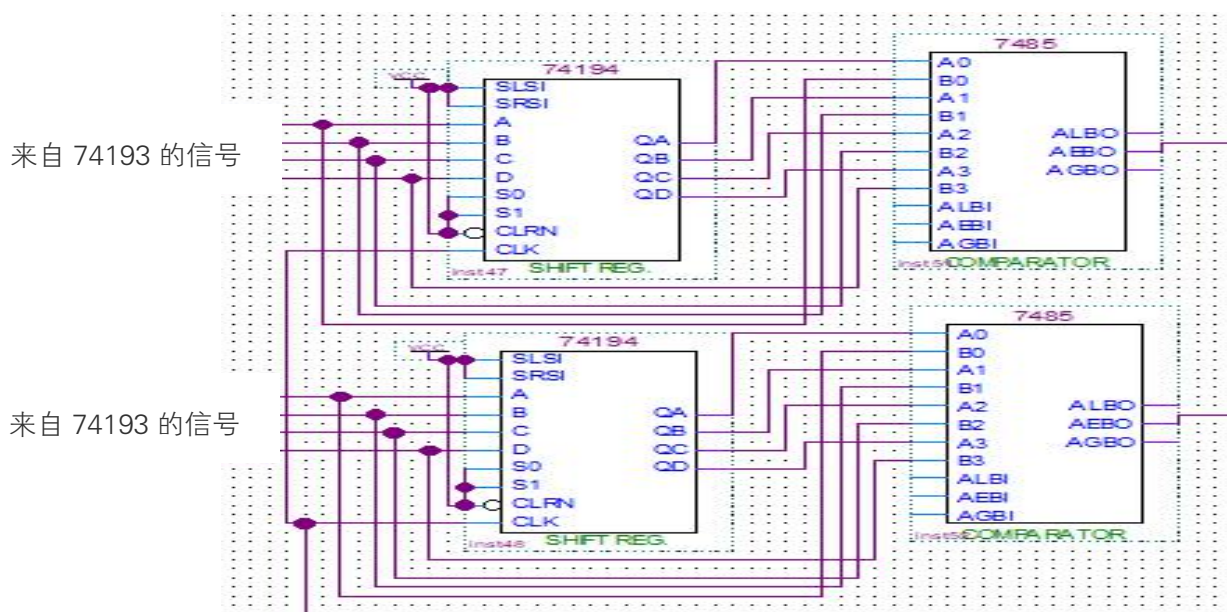 7485
74194
A0
VCC
B0
SLSI
A1
SRSI
B1
A
A2
ALBO
来自 74193 的信号
B
QA
B2
AEBO
C
QB
A3
AGBO
D
QC
B3
S0
QD
ALBI
S1
AEBI
CLRN
AGBI
CLK
inst47
SHIFT REG.
COMPARATOR
7485
74194
A0
VCC
B0
SLSI
A1
SRSI
B1
A
A2
ALBO
来自 74193 的信号
B
QA
B2
AEBO
C
QB
A3
AGBO
D
QC
B3
S0
QD
ALBI
S1
AEBI
CLRN
AGBI
CLK
SHIFT REG.
COMPARATOR